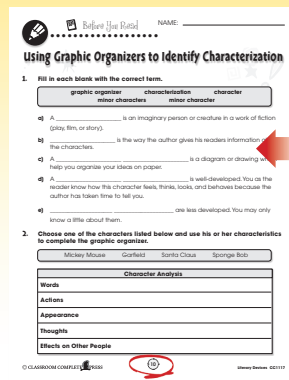 Before You Read
NAME:
Using Graphic Organizers to Identify Characterization
1. Fill in each blank with the correct term.
graphic organizer characterization character
minor characters minor character
a) A ______ is an imaginary person or creature in a work of fiction
(play, film, or story).
b) ______ is the way the author gives his readers information
the characters.
c) A ______ is a diagram or drawing
help you organize your ideas on paper.
d) A ______ is well-developed. You as the
reader know how this character feels, thinks, looks, and behaves because the
author has taken time to tell you.
e) ______ are less developed. You may only
know a little about them.
2. Choose one of the characters listed below and use his or her characteristics
to complete the graphic organizer.
Mickey Mouse Garfield Santa Claus Sponge Bob
Character Analysis
Words
Actions
Appearance
Thoughts
Effects on Other People
© CLASSROOM COMPLETE PRESS
10
Literary Devices CC1117